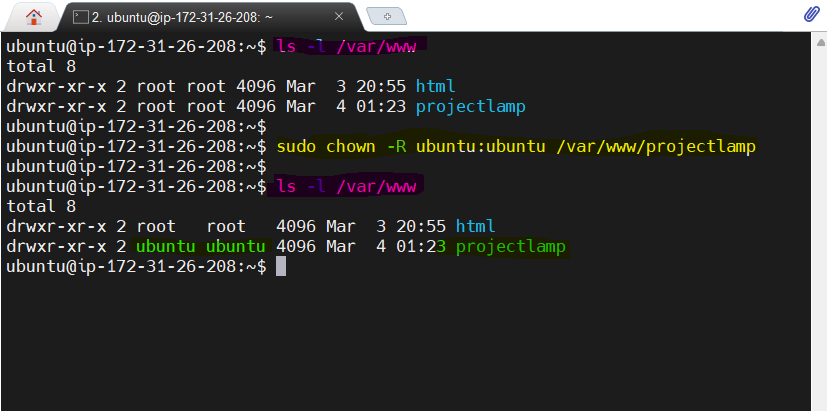 2. ubuntu@ip-172-31-26-208: ~
ubuntu@ip-172-31-26-208:~$ ls -l /var/www
total 8
drwxr-xr-x 2 root root 4096 Mar  3 20:55 html
drwxr-xr-x 2 root root 4096 Mar  4 01:23 projectlamp
ubuntu@ip-172-31-26-208:~$
ubuntu@ip-172-31-26-208:~$ sudo chown -R ubuntu:ubuntu /var/www/projectlamp
ubuntu@ip-172-31-26-208:~$
ubuntu@ip-172-31-26-208:~$ ls -l /var/www
total 8
drwxr-xr-x 2 root   root   4096 Mar  3 20:55 html
drwxr-xr-x 2 ubuntu ubuntu 4096 Mar  4 01:23 projectlamp
ubuntu@ip-172-31-26-208:~$